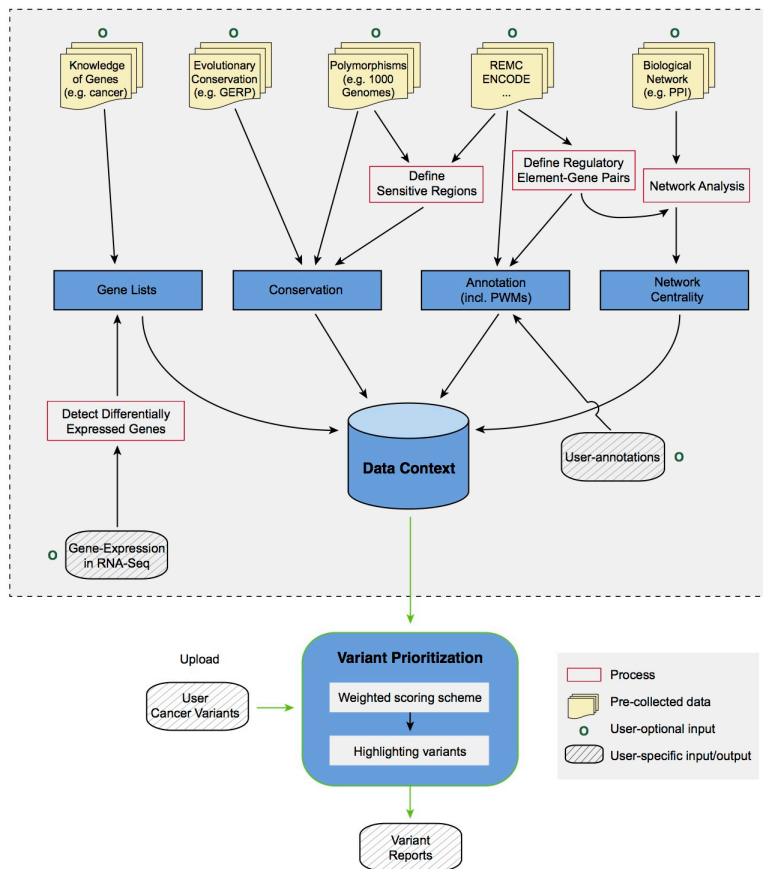 o
o
o
o
o
Knowledge
of Genes
(e.g. cancer)
Evolutionary
Conservation
(e.g. GERP)
Polymorphisms
(e.g. 1000
Genomes)
REMC
ENCODE
...
Biological
Network
(e.g. PPI)
Define
Sensitive Regions
Define Regulatory
Element-Gene Pairs
Network Analysis
Gene Lists
Conservation
Annotation
(incl. PWMs)
Network
Centrality
Detect Differentially
Expressed Genes
Data Context
User-annotations
o
o
Gene-Expression
in RNA-Seq
Upload
User
Cancer Variants
Variant Prioritization
Weighted scoring scheme
Highlighting variants
Variant
Reports
Process
Pre-collected data
o
User-optional input
User-specific input/output